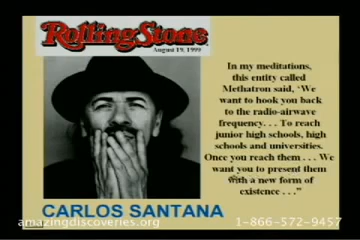 RollingStone
August 19, 1999
In my meditations,
this entity called
Methatron said, ‘We
want to hook you back
to the radio-airwave
frequency. . . To reach
junior high schools, high
schools and universities.
Once you reach them . . . We
want you to present them
with a new form of
existence . . .”
CARLOS SANTANA
amazingdiscoveries.org
1-866-572-9457